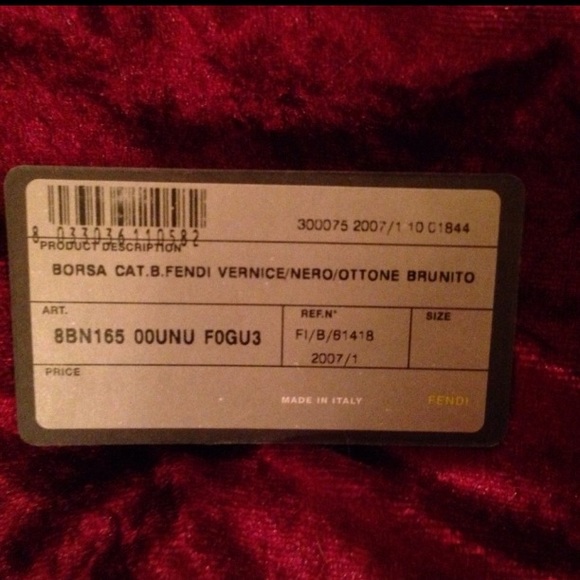 300075 2007/1 10 01844
8 033036 110582
PRODUCT DESCRIPTION
BORSA CAT.B.FENDI VERNICE/NERO/OTTONE BRUNITO
ART.
8BN165 00UNU F0GU3
REF.N°
FI/B/61418
2007/1
SIZE
PRICE
MADE IN ITALY
FENDI